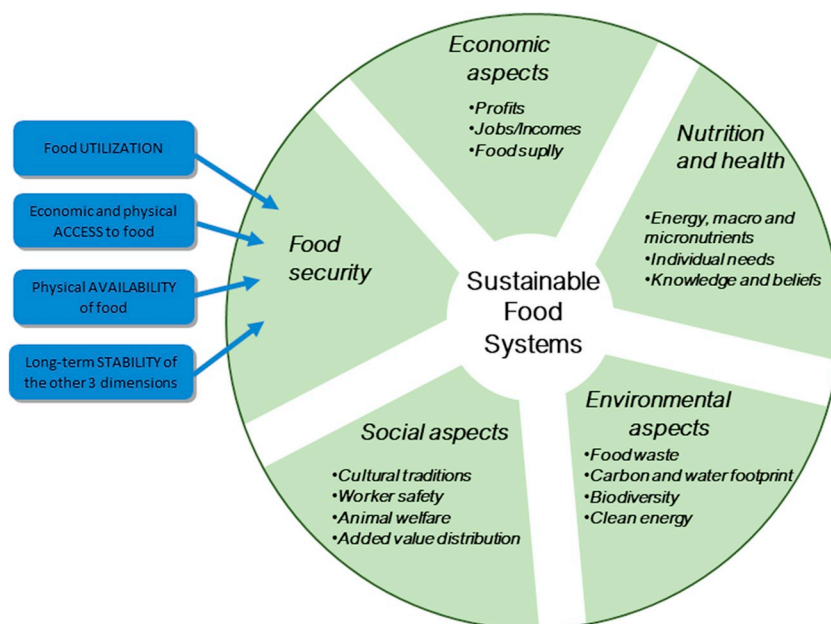 Economic
aspects
•Profits
•Jobs/Incomes
•Food suplly
Nutrition
and health
•Energy, macro and
micronutrients
•Individual needs
•Knowledge and beliefs
Food UTILIZATION
Economic and physical
ACCESS to food
Physical AVAILABILITY
of food
Long-term STABILITY of
the other 3 dimensions
Food
security
Sustainable
Food
Systems
Social aspects
•Cultural traditions
•Worker safety
•Animal welfare
•Added value distribution
Environmental
aspects
•Food waste
•Carbon and water footprint
•Biodiversity
•Clean energy